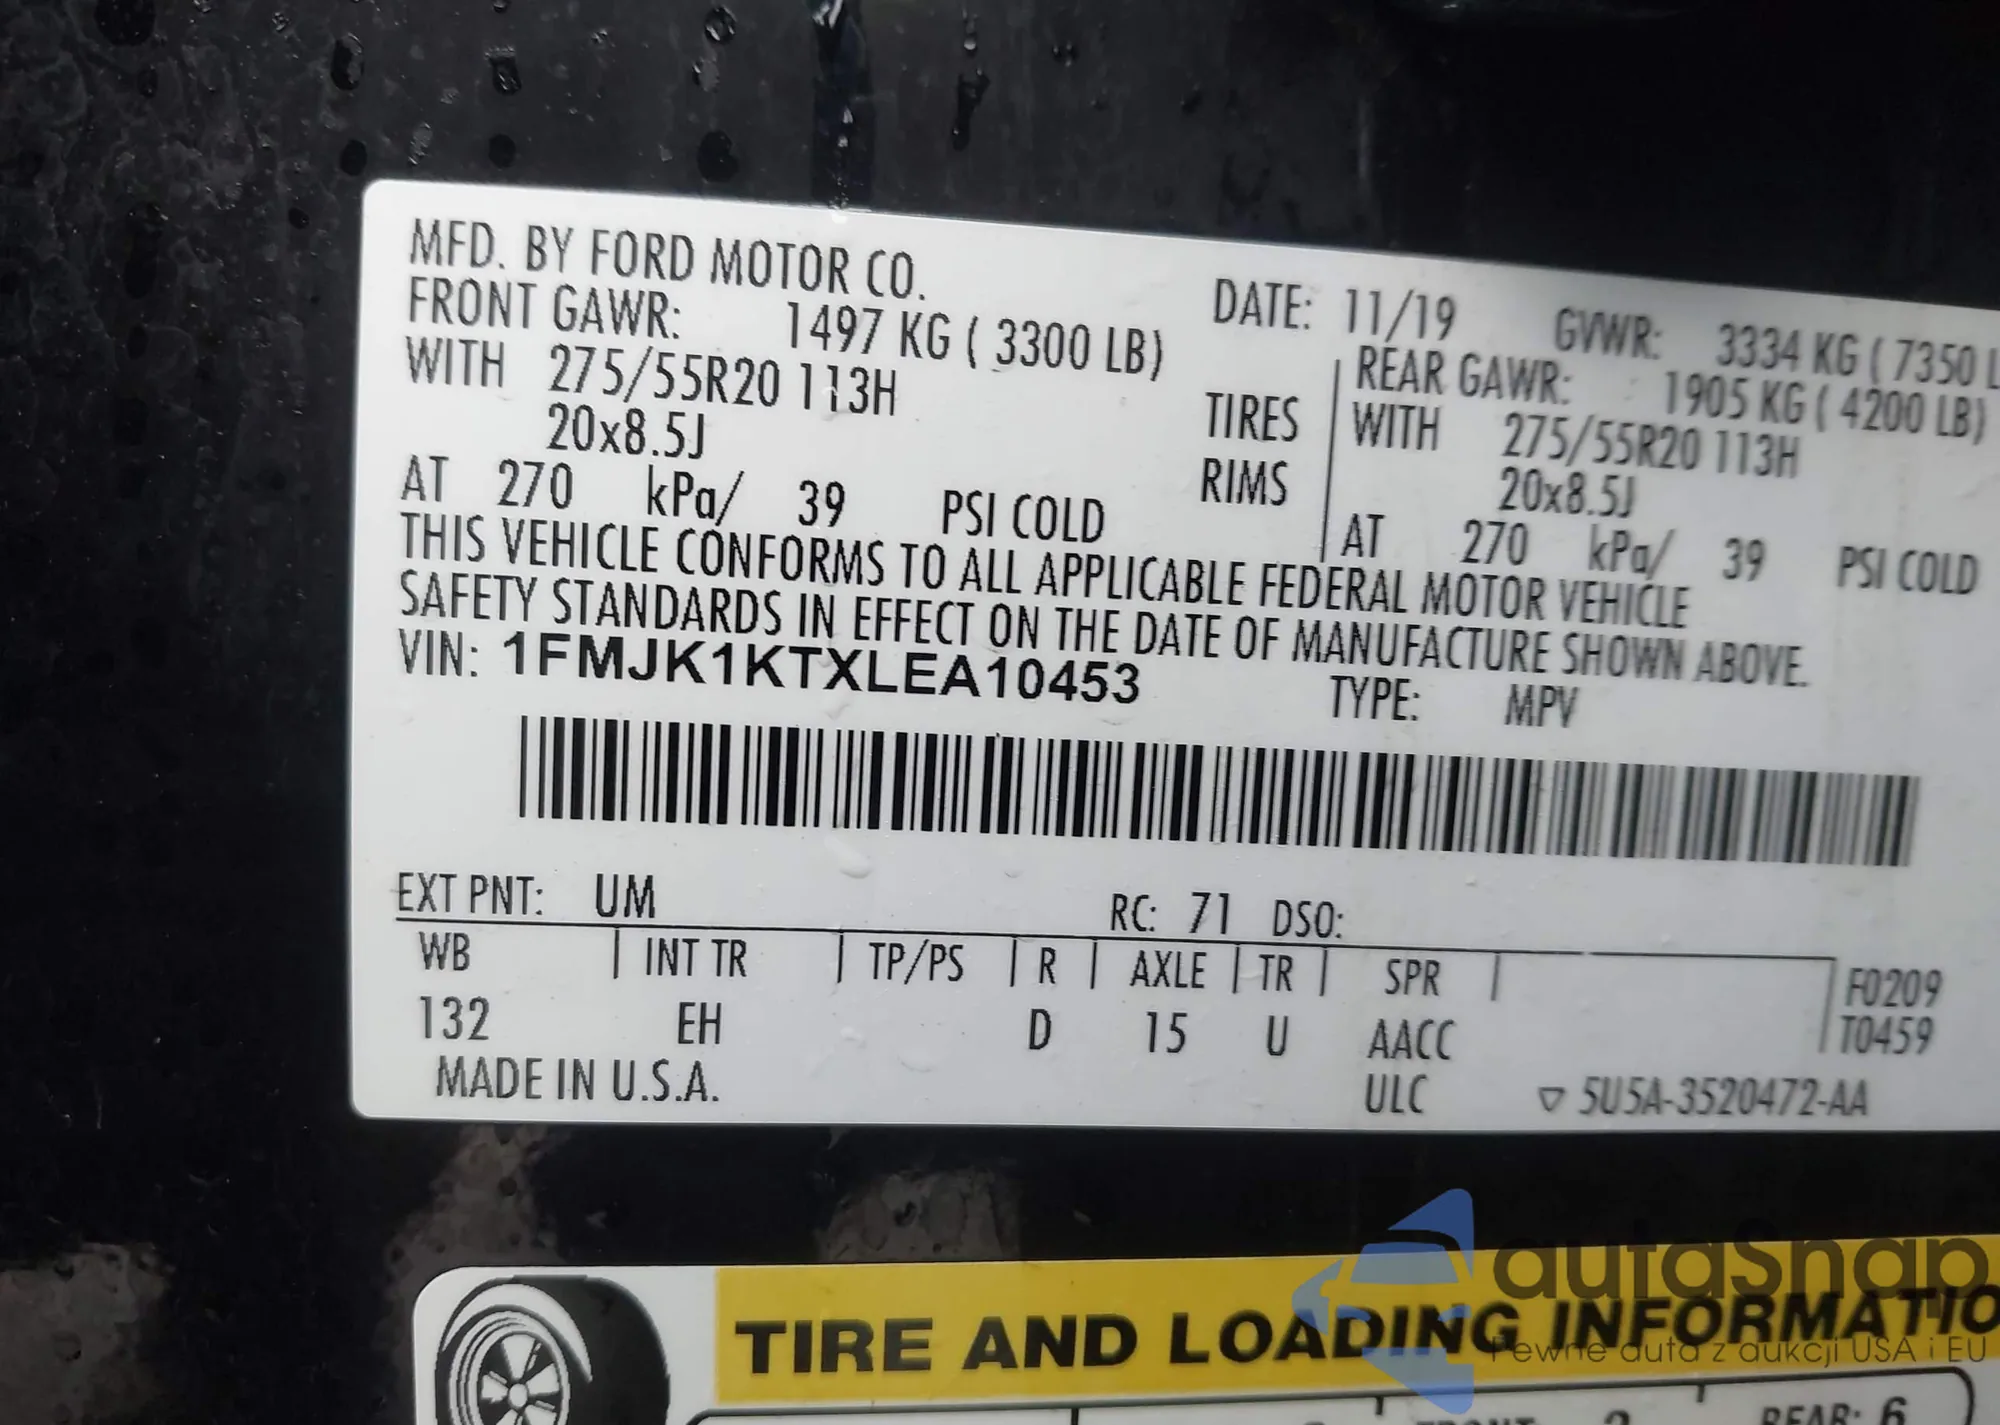 MFD. BY FORD MOTOR CO.
DATE: 11/19 GVWR: 3334 KG ( 7350 L
FRONT GAWR: 1497 KG ( 3300 LB)
REAR GAWR: 1905 KG ( 4200 LB)
WITH 275/55R20 113H TIRES WITH 275/55R20 113H
20x8.5J RIMS 20x8.5J
AT 270 kPa/ 39 PSI COLD AT 270 kPa/ 39 PSI COLD
THIS VEHICLE CONFORMS TO ALL APPLICABLE FEDERAL MOTOR VEHICLE
SAFETY STANDARDS IN EFFECT ON THE DATE OF MANUFACTURE SHOWN ABOVE.
VIN: 1FMJK1KTXLEA10453 TYPE: MPV
EXT PNT: UM RC: 71 DSO:
WB INT TR TP/PS R AXLE TR SPR F0209
132 EH D 15 U AACC T0459
MADE IN U.S.A. ULC ▽ 5U5A-3520472-AA
autaSnap
TIRE AND LOADING INFORMATIO
Pewne auta z aukcji USA i EU
REAR: 6